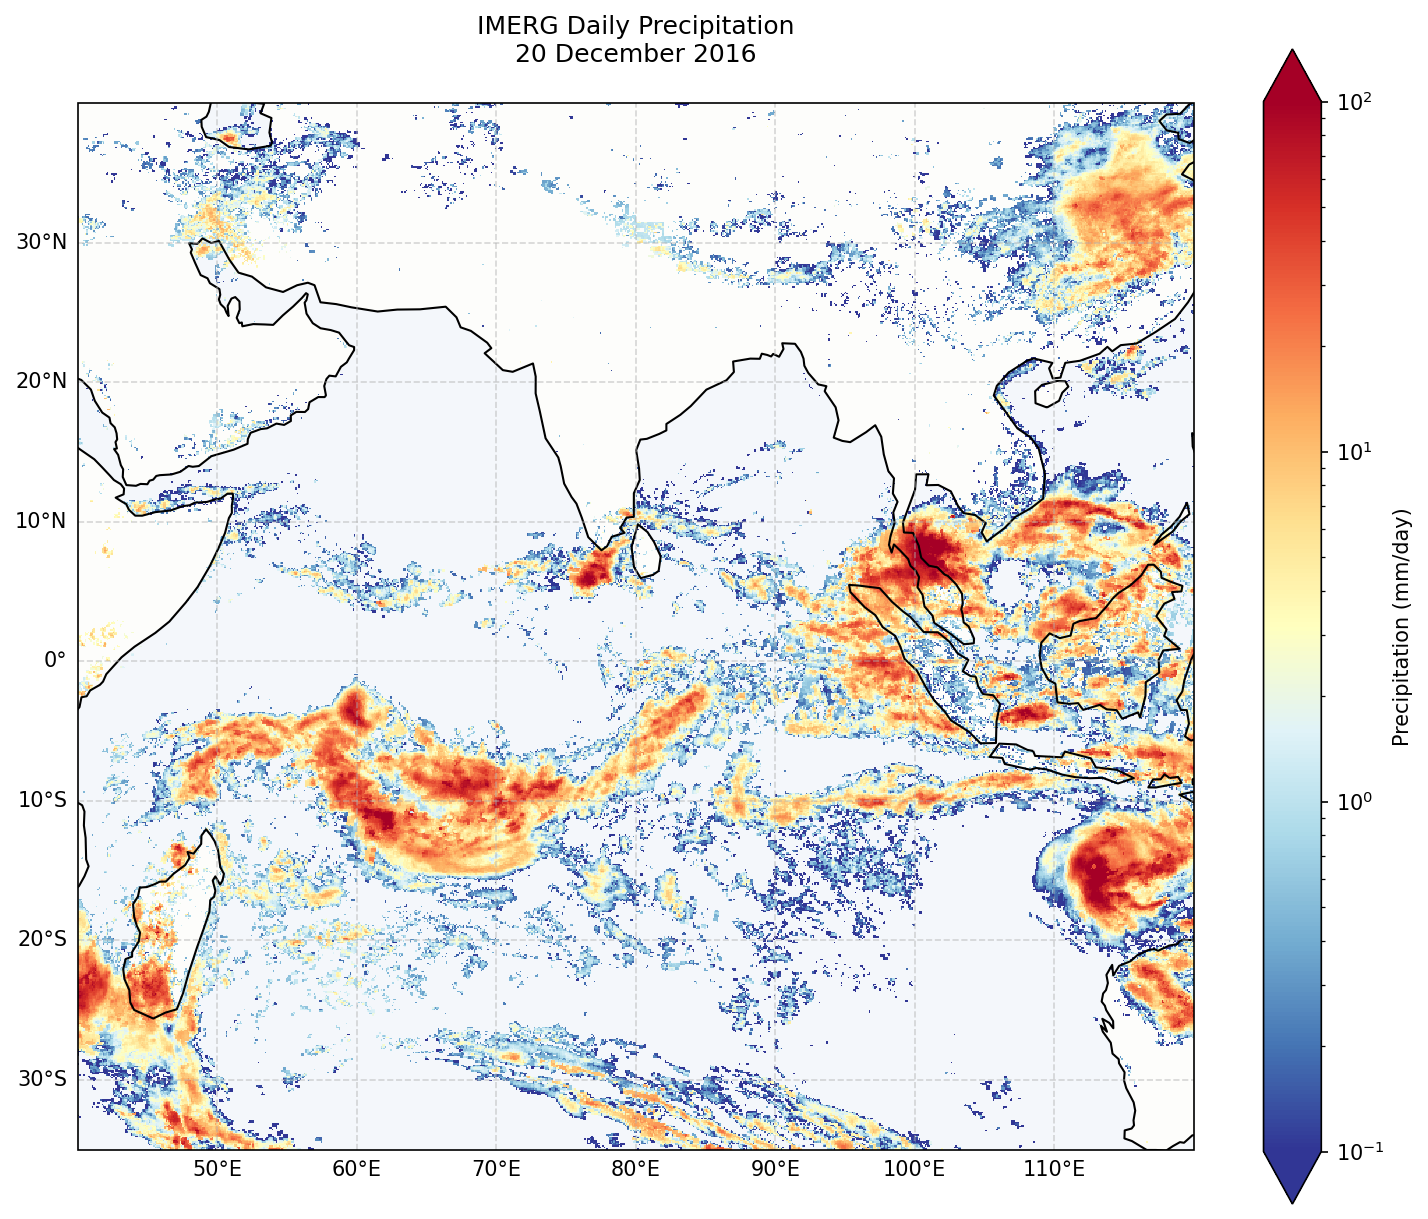 IMERG Daily Precipitation
20 December 2016
30°N
20°N
10°N
0°
10°S
20°S
30°S
50°E 60°E 70°E 80°E 90°E 100°E 110°E
10²
10¹
10⁰
10⁻¹
Precipitation (mm/day)